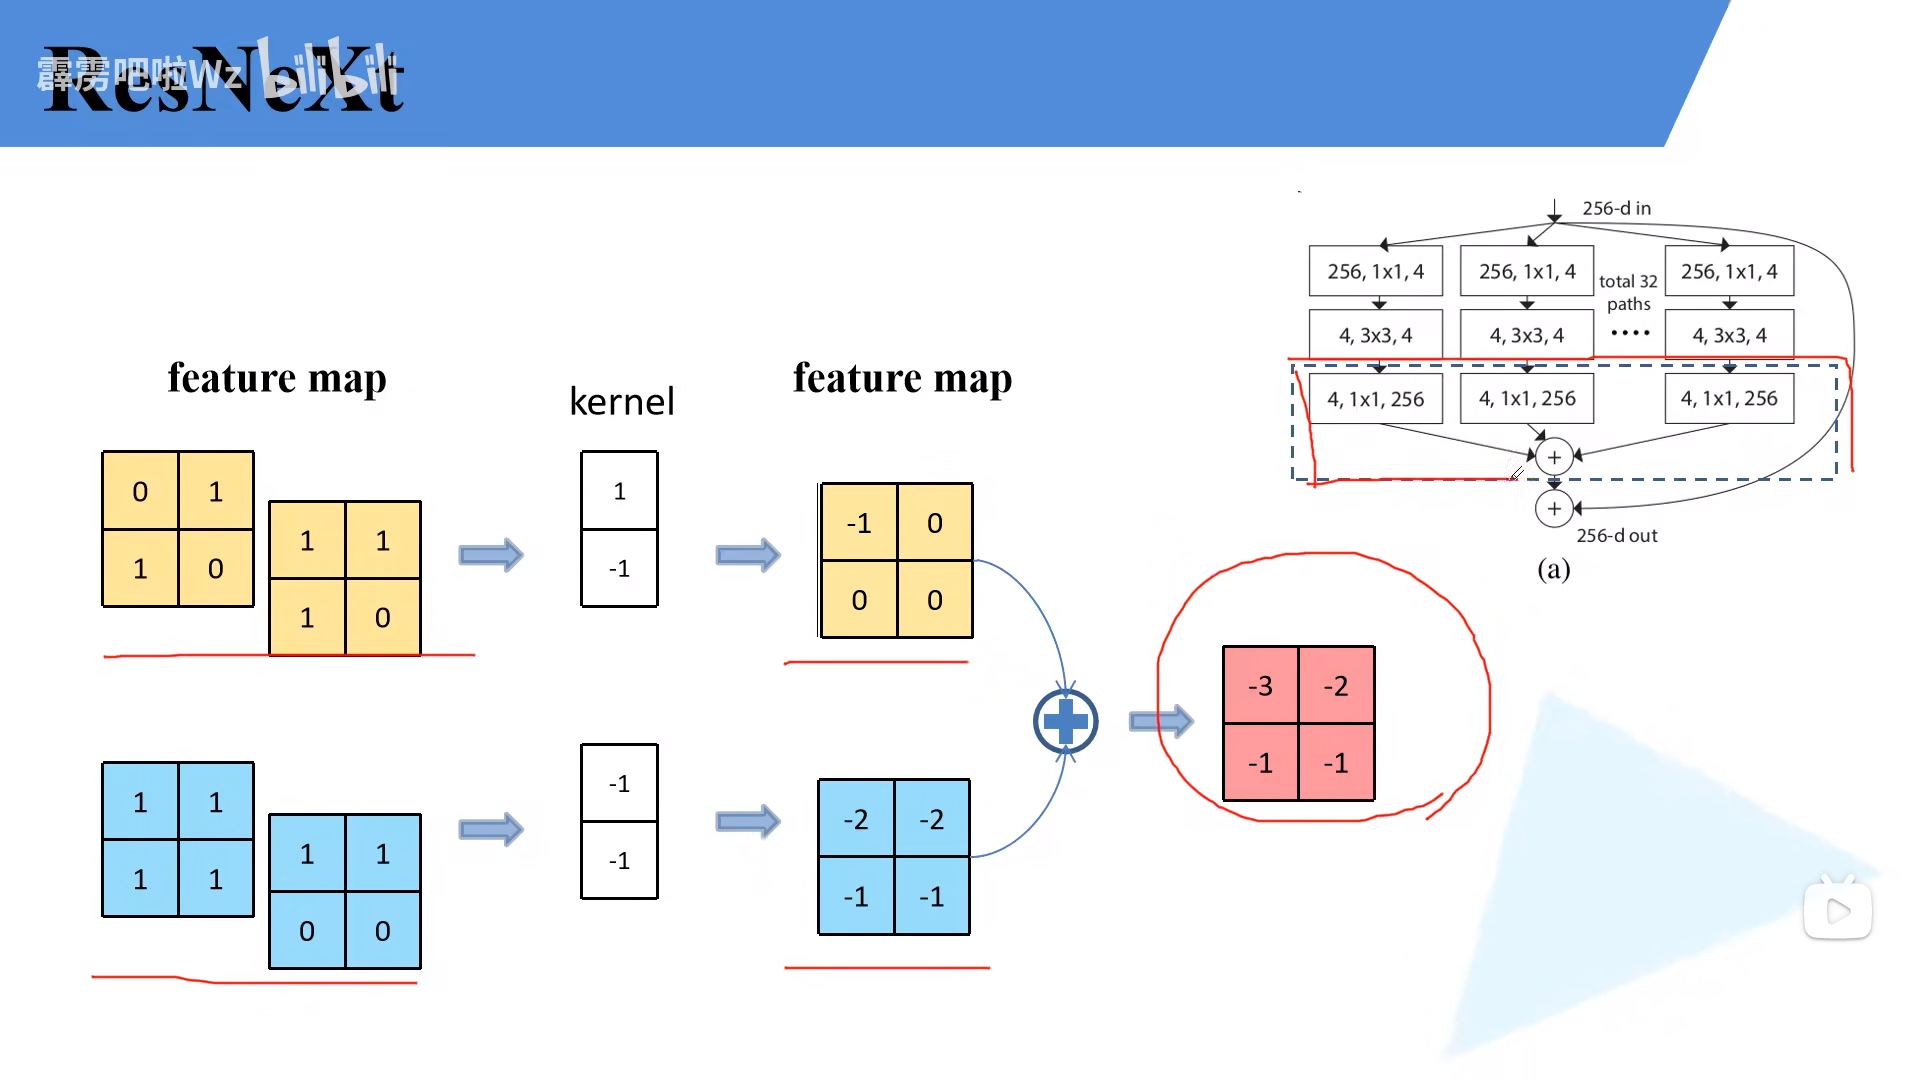 ResNeXt
霹雳吧啦Wz bilibili
256-d in
256, 1x1, 4 256, 1x1, 4 total 32 paths 256, 1x1, 4
4, 3x3, 4 4, 3x3, 4 .... 4, 3x3, 4
4, 1x1, 256 4, 1x1, 256 4, 1x1, 256
+
+
256-d out
(a)
feature map kernel feature map
0 1
1 0
1 1
1 0
1
-1
-1 0
0 0
1 1
1 1
1 1
0 0
-1
-1
-2 -2
-1 -1
-3 -2
-1 -1